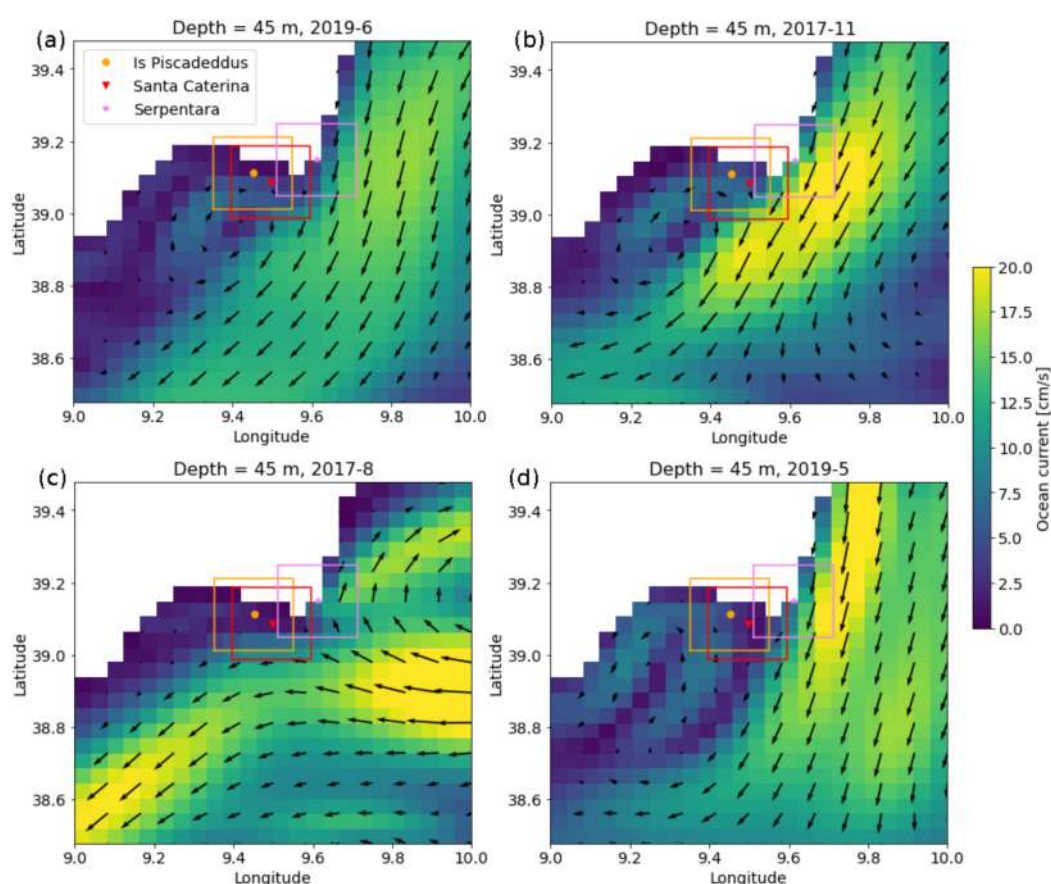 (a)
Depth = 45 m, 2019-6
Is Piscadeddus
Santa Caterina
Serpentara
39.4
39.2
39.0
38.8
38.6
Latitude
9.0 9.2 9.4 9.6 9.8 10.0
Longitude
(b)
Depth = 45 m, 2017-11
39.4
39.2
39.0
38.8
38.6
Latitude
9.0 9.2 9.4 9.6 9.8 10.0
Longitude
(c)
Depth = 45 m, 2017-8
39.4
39.2
39.0
38.8
38.6
Latitude
9.0 9.2 9.4 9.6 9.8 10.0
Longitude
(d)
Depth = 45 m, 2019-5
39.4
39.2
39.0
38.8
38.6
Latitude
9.0 9.2 9.4 9.6 9.8 10.0
Longitude
20.0
17.5
15.0
12.5
10.0
7.5
5.0
2.5
0.0
Ocean current [cm/s]